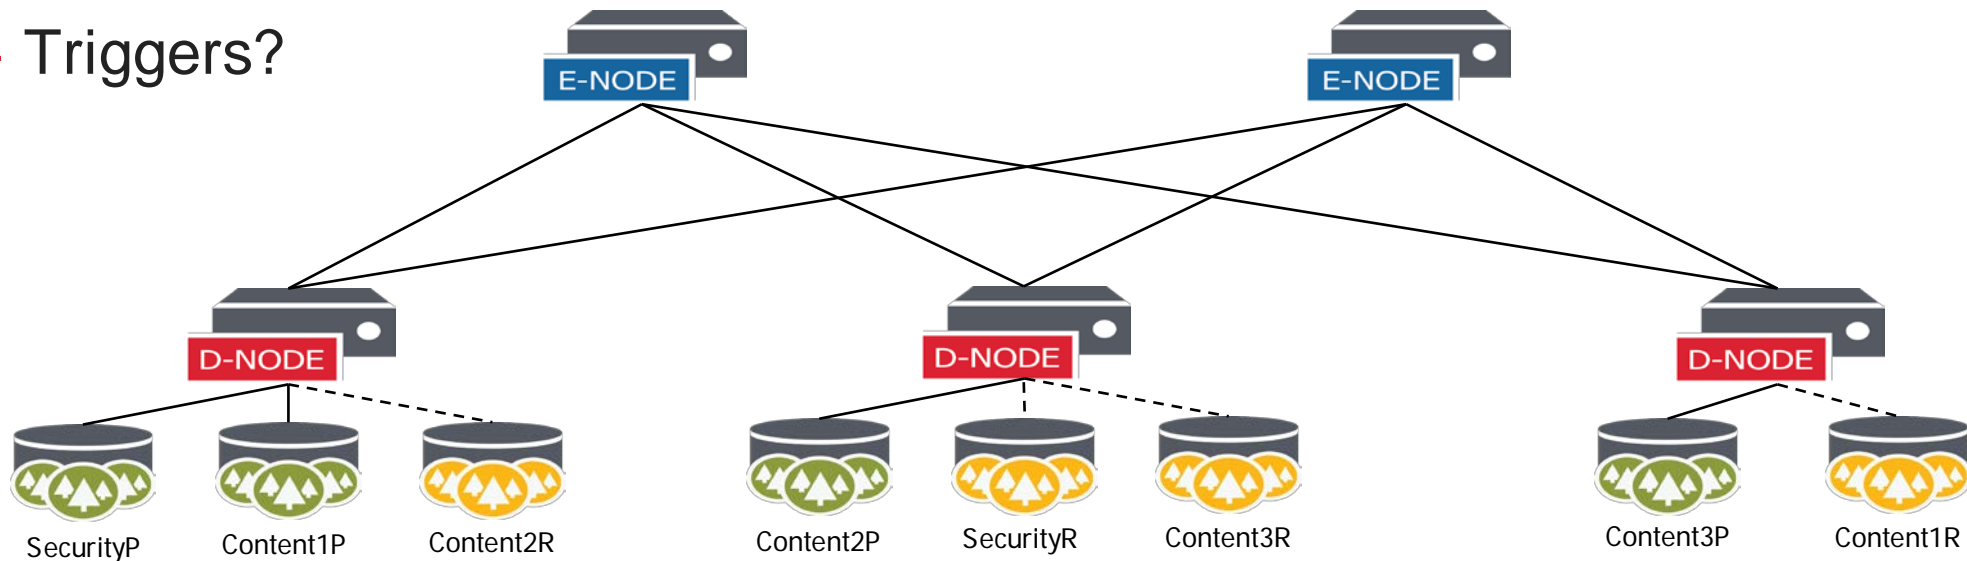 - Triggers?
E-NODE
E-NODE
D-NODE
D-NODE
D-NODE
SecurityP
Content1P
Content2R
Content2P
SecurityR
Content3R
Content3P
Content1R